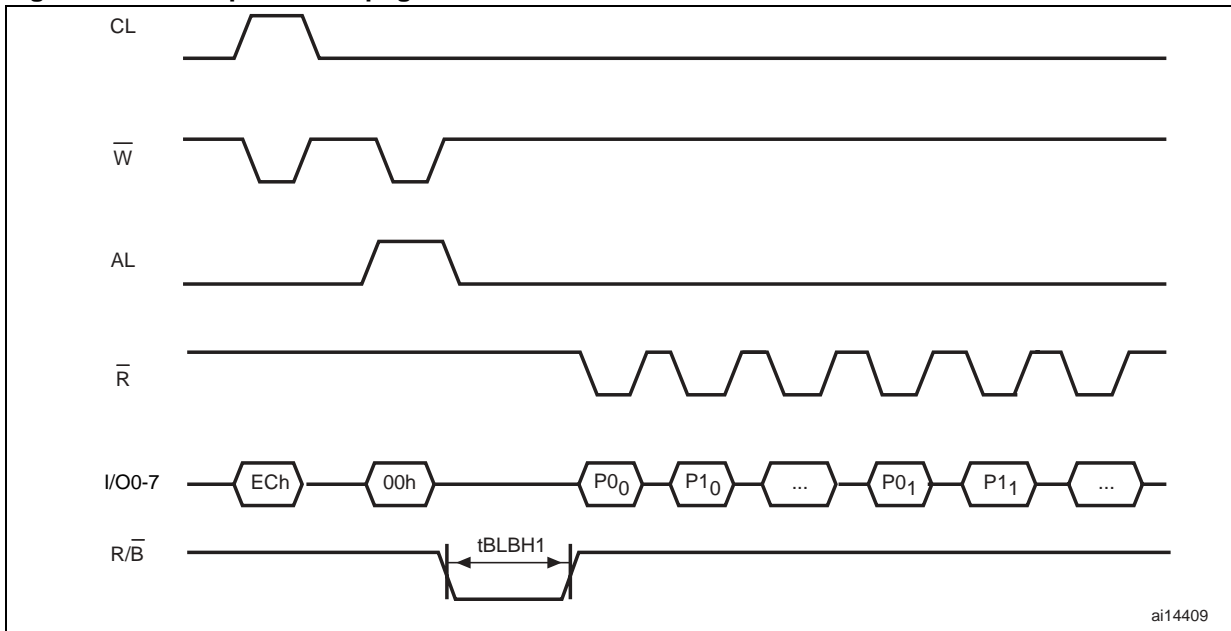 CL
W̅
AL
R̅
I/O0-7 ECh 00h P0₀ P1₀ ... P0₁ P1₁ ...
R/B̅ tBLBH1
ai14409